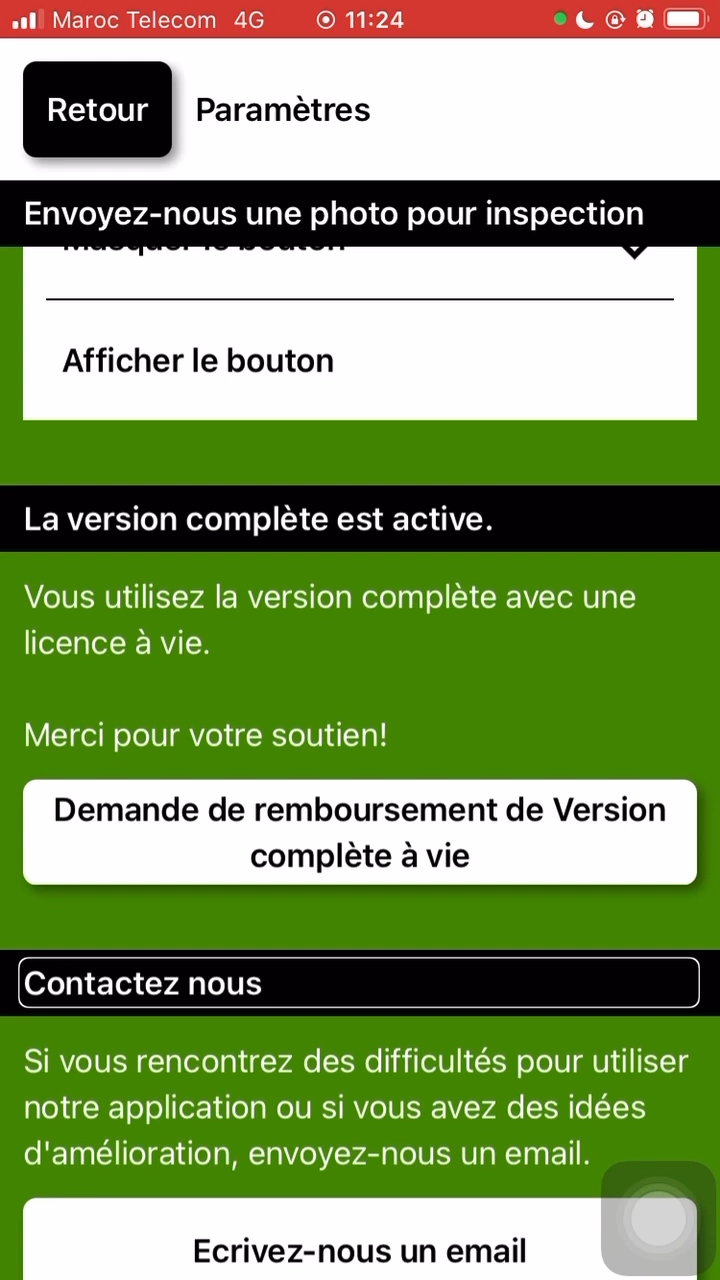 Maroc Telecom 4G 11:24
Retour Paramètres
Envoyez-nous une photo pour inspection
Masquer le bouton
Afficher le bouton
La version complète est active.
Vous utilisez la version complète avec une
licence à vie.
Merci pour votre soutien!
Demande de remboursement de Version
complète à vie
Contactez nous
Si vous rencontrez des difficultés pour utiliser
notre application ou si vous avez des idées
d'amélioration, envoyez-nous un email.
Ecrivez-nous un email